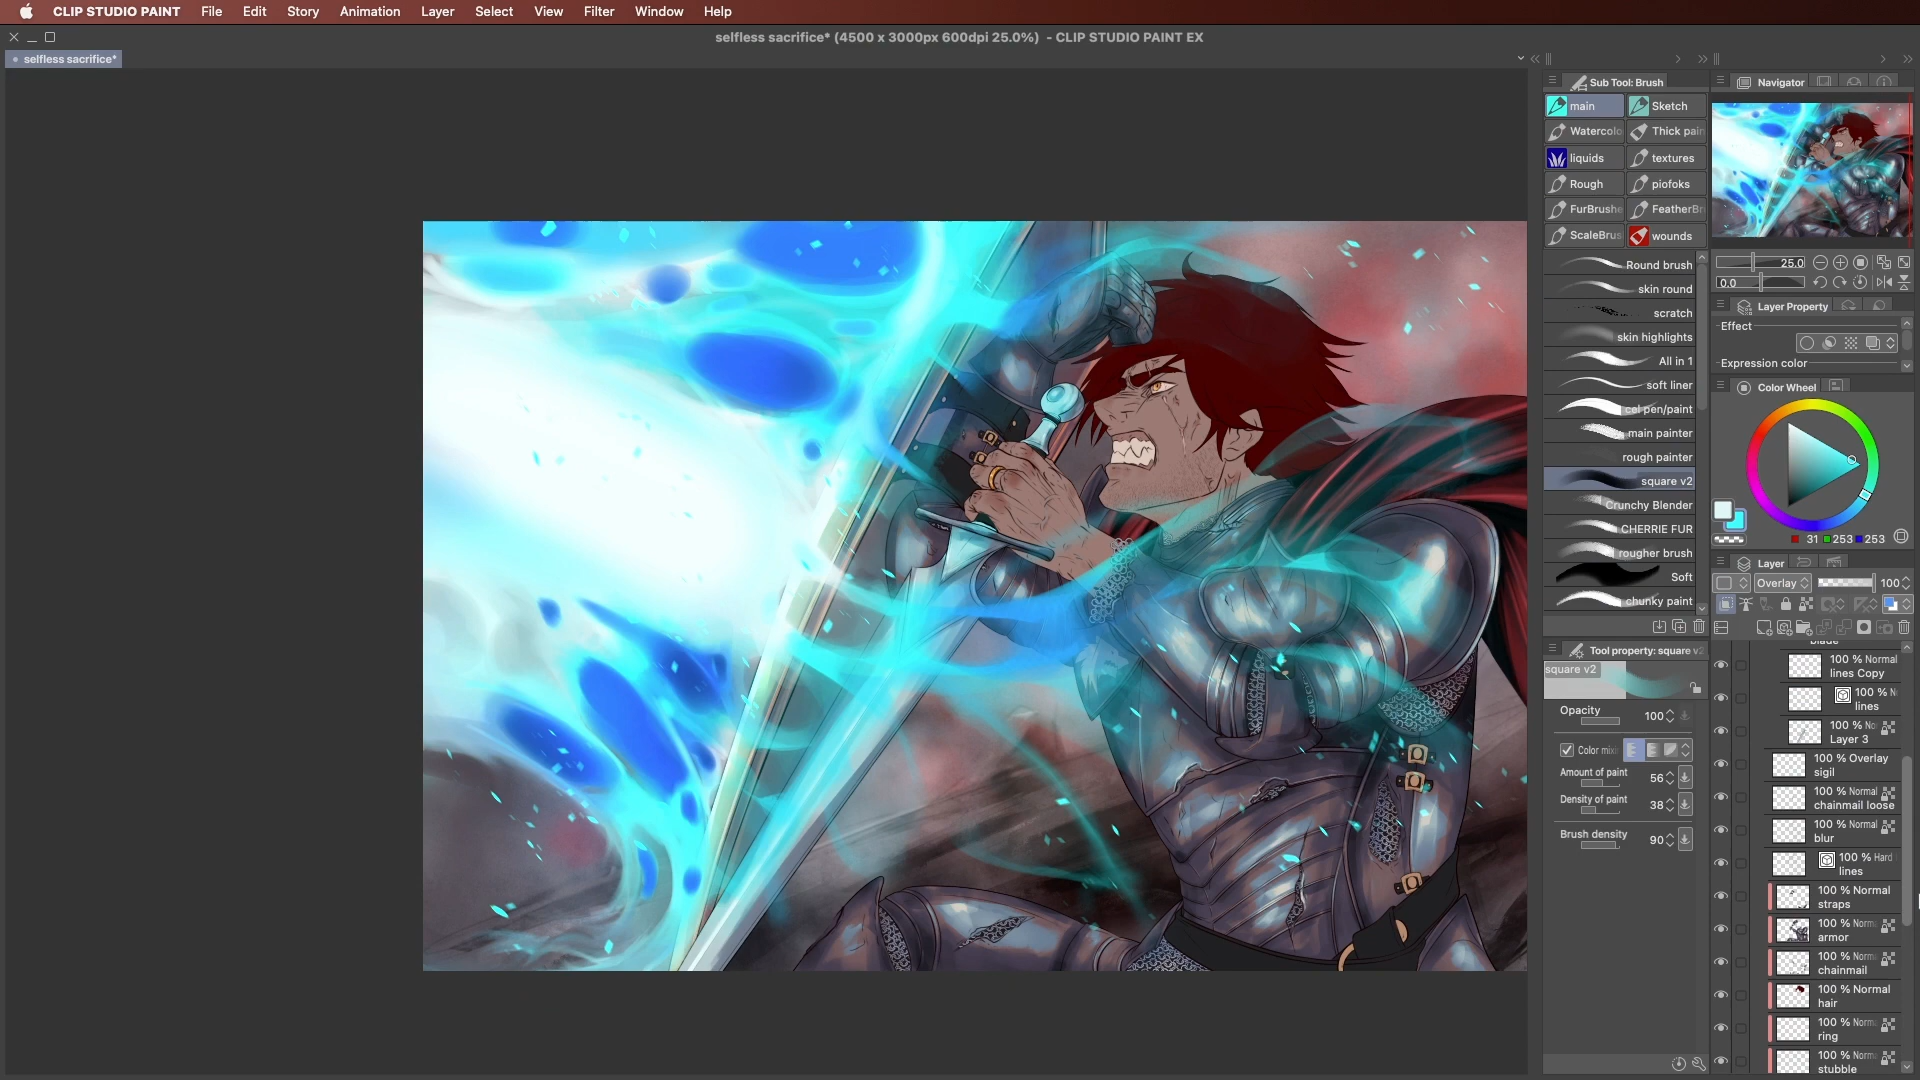 CLIP STUDIO PAINT File Edit Story Animation Layer Select View Filter Window Help
selfless sacrifice* (4500 x 3000px 600dpi 25.0%) - CLIP STUDIO PAINT EX
selfless sacrifice*
Sub Tool: Brush
main
Sketch
Watercolo
Thick pain
liquids
textures
Rough
piofoks
FurBrushe
FeatherBr
ScaleBrus
wounds
Round brush
skin round
scratch
skin highlights
All in 1
soft liner
cel pen/paint
main painter
rough painter
square v2
Crunchy Blender
CHERRIE FUR
rougher brush
Soft
chunky paint
Tool property: square v2
square v2
Opacity 100
Color mixi
Amount of paint 56
Density of paint 38
Brush density 90
Navigator
25.0
0.0
Layer Property
Effect
Expression color
Color Wheel
31 253 253
Layer
Overlay 100
blade
100 % Normal
lines Copy
100 % N
lines
100 % No
Layer 3
100 % Overlay
sigil
100 % Normal
chainmail loose
100 % Normal
blur
100 % Hard
lines
100 % Normal
straps
100 % Norm
armor
100 % Norm
chainmail
100 % Normal
hair
100 % Norm
ring
100 % Norm
stubble